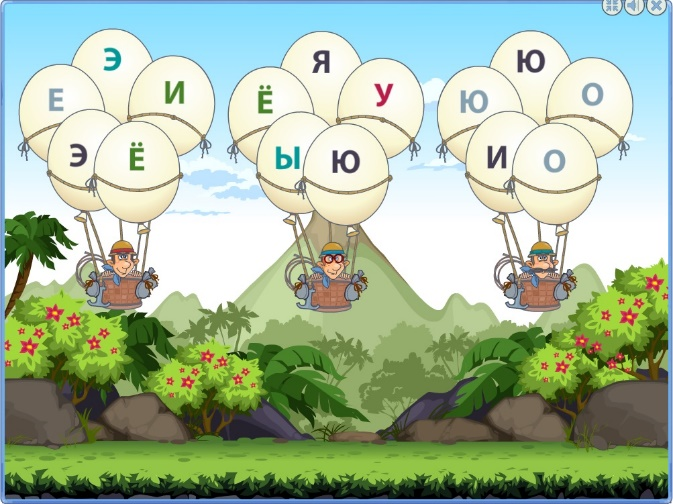 Э
Е И
Э Ё
Я
Ё У
Ы Ю
Ю
Ю О
И О